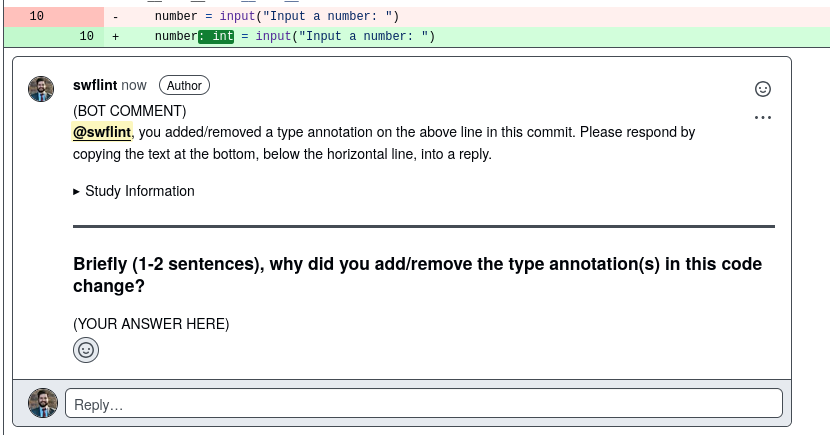 10 - number = input("Input a number: ")
10 + number: int = input("Input a number: ")
swflint now Author
(BOT COMMENT)
@swflint, you added/removed a type annotation on the above line in this commit. Please respond by
copying the text at the bottom, below the horizontal line, into a reply.
▸ Study Information
Briefly (1-2 sentences), why did you add/remove the type annotation(s) in this code
change?
(YOUR ANSWER HERE)
Reply…